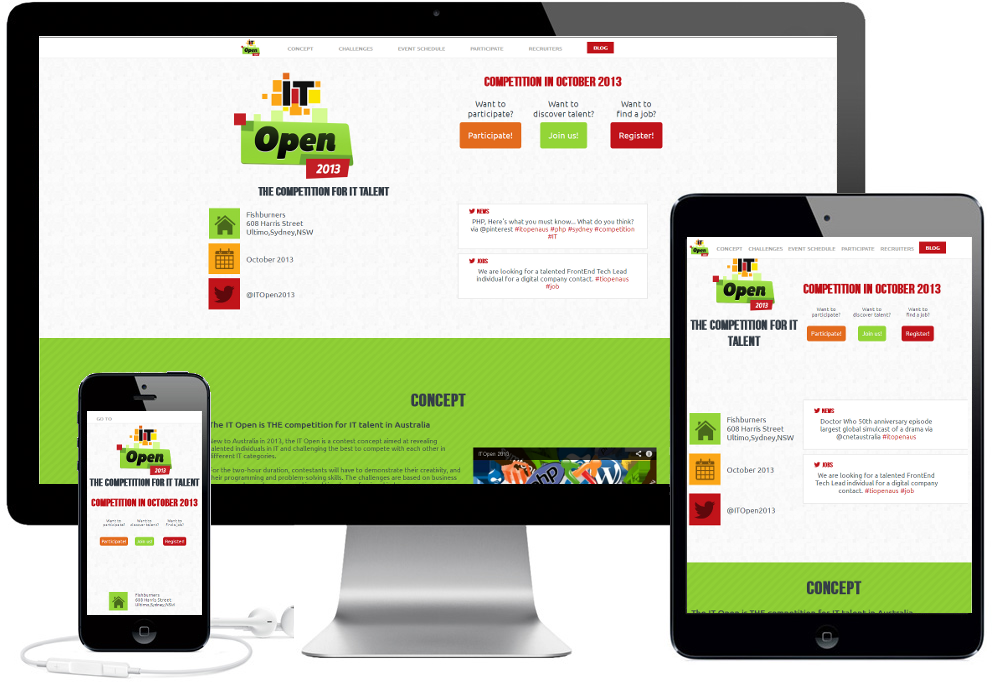 IT
Open
CONCEPT CHALLENGES EVENT SCHEDULE PARTICIPATE RECRUITERS BLOG
IT
Open
2013
THE COMPETITION FOR IT TALENT
COMPETITION IN OCTOBER 2013
Want to participate?
Want to discover talent?
Want to find a job?
Participate!
Join us!
Register!
Fishburners
608 Harris Street
Ultimo,Sydney,NSW
October 2013
@ITOpen2013
NEWS
PHP, Here's what you must know... What do you think?
via @pinterest #itopenaus #php #sydney #competition
#IT
JOBS
We are looking for a talented FrontEnd Tech Lead
individual for a digital company contact. #tiopenaus
#job
CONCEPT
The IT Open is THE competition for IT talent in Australia
New to Australia in 2013, the IT Open is a contest concept aimed at revealing
talented individuals in IT and challenging the best to compete with each other in
different IT categories.
For the two-hour duration, contestants will have to demonstrate their creativity, and
their programming and problem-solving skills. The challenges are based on business
IT Open 2013
GO TO
IT
Open
2013
THE COMPETITION FOR IT TALENT
COMPETITION IN OCTOBER 2013
Want to participate?
Want to discover talent?
Want to find a job?
Participate!
Join us!
Register!
Fishburners
608 Harris Street
Ultimo,Sydney,NSW
IT
Open
CONCEPT CHALLENGES EVENT SCHEDULE PARTICIPATE RECRUITERS BLOG
IT
Open
2013
THE COMPETITION FOR IT
TALENT
COMPETITION IN OCTOBER 2013
Want to participate?
Want to discover talent?
Want to find a job?
Participate!
Join us!
Register!
Fishburners
608 Harris Street
Ultimo,Sydney,NSW
October 2013
@ITOpen2013
NEWS
Doctor Who 50th anniversary episode
largest global simulcast of a drama via
@cnetaustralia #itopenaus
JOBS
We are looking for a talented FrontEnd
Tech Lead individual for a digital company
contact. #tiopenaus #job
CONCEPT
The IT Open is THE competition for IT talent in Australia